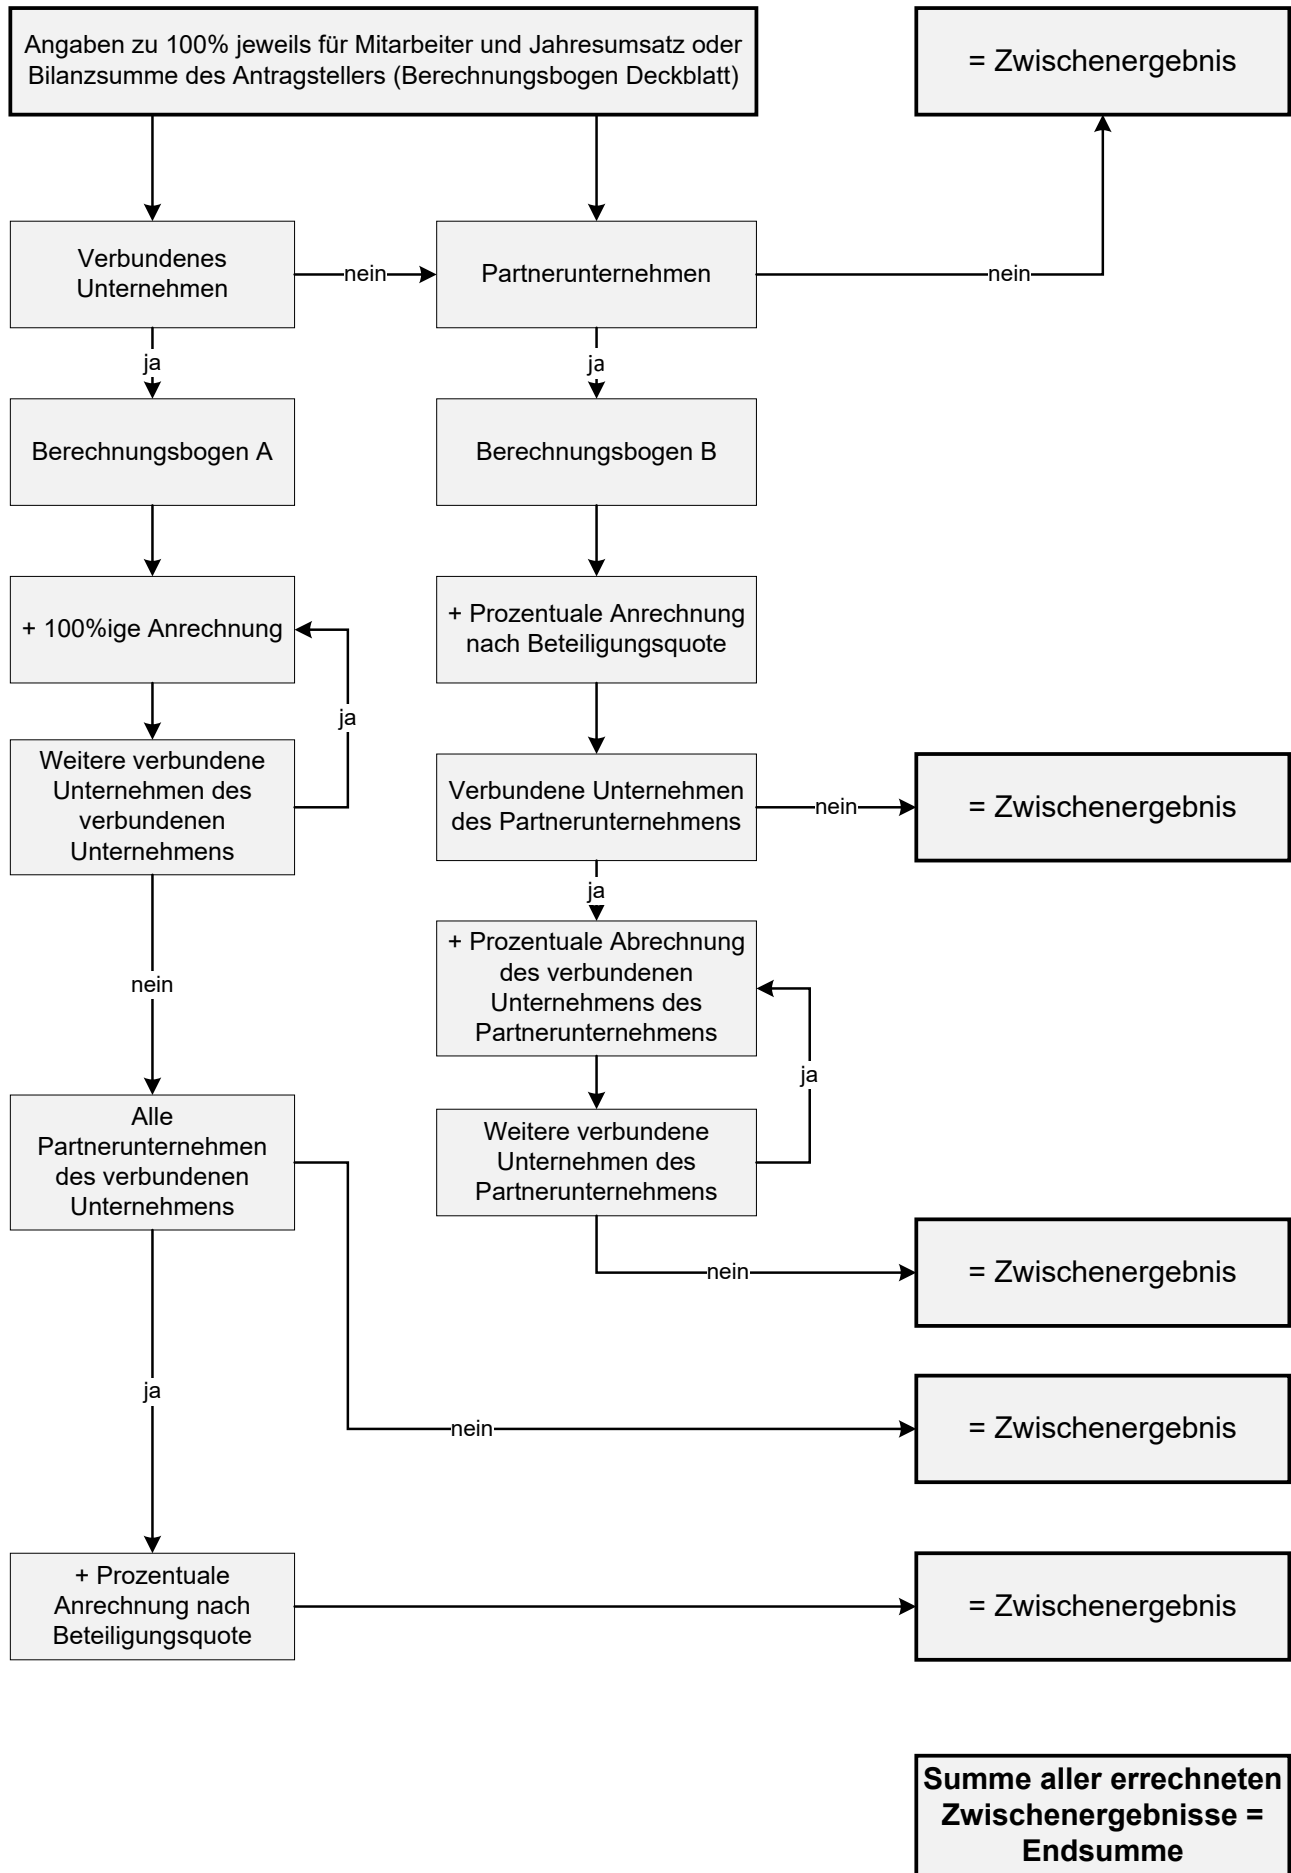 Angaben zu 100% jeweils für Mitarbeiter und Jahresumsatz oder
Bilanzsumme des Antragstellers (Berechnungsbogen Deckblatt)
= Zwischenergebnis
Verbundenes
Unternehmen
nein
Partnerunternehmen
nein
ja
ja
Berechnungsbogen A
Berechnungsbogen B
+ 100%ige Anrechnung
+ Prozentuale Anrechnung
nach Beteiligungsquote
ja
Weitere verbundene
Unternehmen des
verbundenen
Unternehmens
Verbundene Unternehmen
des Partnerunternehmens
nein
= Zwischenergebnis
ja
+ Prozentuale Abrechnung
des verbundenen
Unternehmens des
Partnerunternehmens
nein
ja
Alle
Partnerunternehmen
des verbundenen
Unternehmens
Weitere verbundene
Unternehmen des
Partnerunternehmens
nein
= Zwischenergebnis
ja
nein
= Zwischenergebnis
+ Prozentuale
Anrechnung nach
Beteiligungsquote
= Zwischenergebnis
Summe aller errechneten
Zwischenergebnisse =
Endsumme